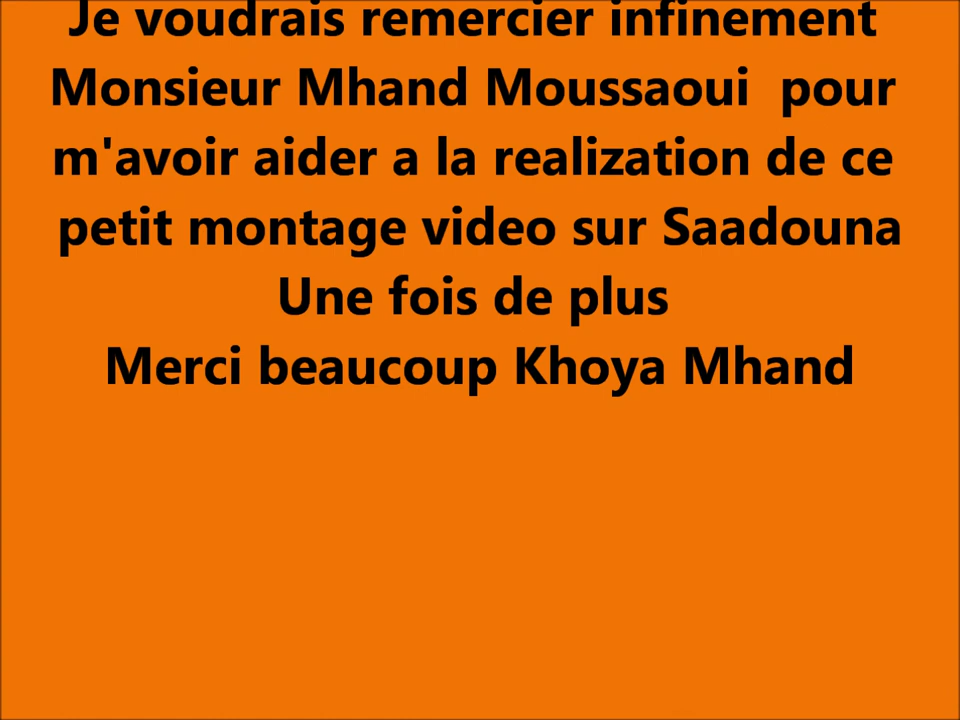 Je voudrais remercier infinement
Monsieur Mhand Moussaoui  pour
m'avoir aider a la realization de ce
petit montage video sur Saadouna
Une fois de plus
Merci beaucoup Khoya Mhand